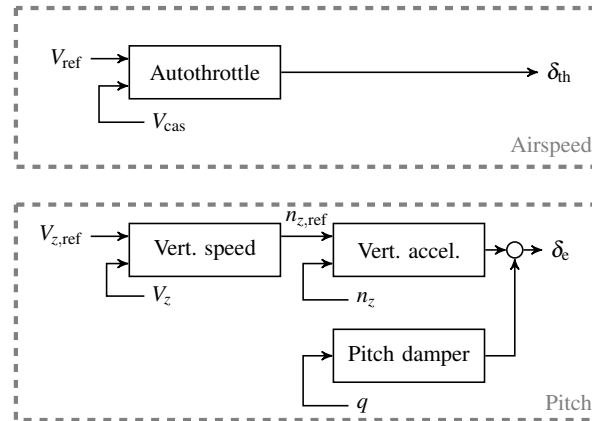 V_ref
Autothrottle
δ_th
V_cas
Airspeed
n_z,ref
V_z,ref
Vert. speed
Vert. accel.
δ_e
V_z
n_z
Pitch damper
q
Pitch